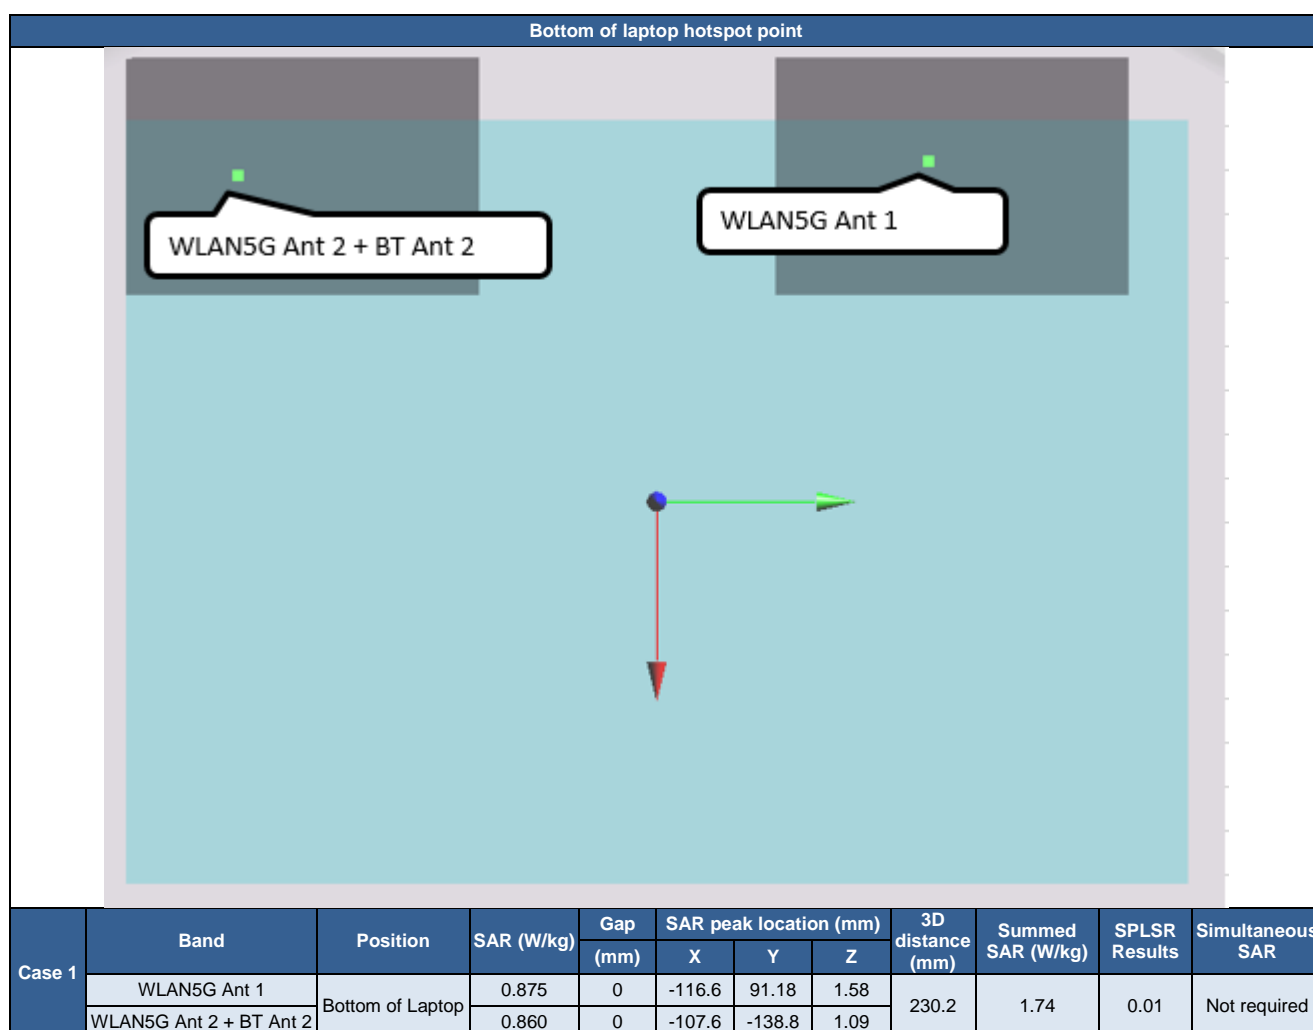 Bottom of laptop hotspot point
WLAN5G Ant 2 + BT Ant 2
WLAN5G Ant 1
Case 1
Band
Position
SAR (W/kg)
Gap
(mm)
SAR peak location (mm)
X
Y
Z
3D
distance
(mm)
Summed
SAR (W/kg)
SPLSR
Results
Simultaneous
SAR
WLAN5G Ant 1
Bottom of Laptop
0.875
0
-116.6
91.18
1.58
230.2
1.74
0.01
Not required
WLAN5G Ant 2 + BT Ant 2
0.860
0
-107.6
-138.8
1.09